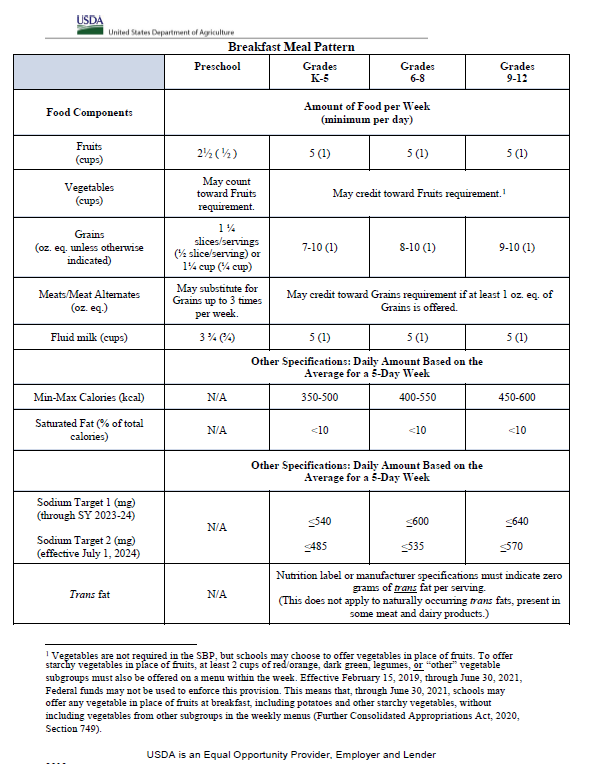 USDA
United States Department of Agriculture
Breakfast Meal Pattern
Preschool
Grades
K-5
Grades
6-8
Grades
9-12
Food Components
Amount of Food per Week
(minimum per day)
Fruits
(cups)
2½ (½)
5 (1)
5 (1)
5 (1)
Vegetables
(cups)
May count
toward Fruits
requirement.
May credit toward Fruits requirement.¹
Grains
(oz. eq. unless otherwise
indicated)
1 ¼
slices/servings
(½ slice/serving) or
1¼ cup (¼ cup)
7-10 (1)
8-10 (1)
9-10 (1)
Meats/Meat Alternates
(oz. eq.)
May substitute for
Grains up to 3 times
per week.
May credit toward Grains requirement if at least 1 oz. eq. of
Grains is offered.
Fluid milk (cups)
3 ¾ (¾)
5 (1)
5 (1)
5 (1)
Other Specifications: Daily Amount Based on the
Average for a 5-Day Week
Min-Max Calories (kcal)
N/A
350-500
400-550
450-600
Saturated Fat (% of total
calories)
N/A
<10
<10
<10
Other Specifications: Daily Amount Based on the
Average for a 5-Day Week
Sodium Target 1 (mg)
(through SY 2023-24)
Sodium Target 2 (mg)
(effective July 1, 2024)
N/A
≤540
≤600
≤640
≤485
≤535
≤570
Trans fat
N/A
Nutrition label or manufacturer specifications must indicate zero
grams of trans fat per serving.
(This does not apply to naturally occurring trans fats, present in
some meat and dairy products.)
¹ Vegetables are not required in the SBP, but schools may choose to offer vegetables in place of fruits. To offer
starchy vegetables in place of fruits, at least 2 cups of red/orange, dark green, legumes, or “other” vegetable
subgroups must also be offered on a menu within the week. Effective February 15, 2019, through June 30, 2021,
Federal funds may not be used to enforce this provision. This means that, through June 30, 2021, schools may
offer any vegetable in place of fruits at breakfast, including potatoes and other starchy vegetables, without
including vegetables from other subgroups in the weekly menus (Further Consolidated Appropriations Act, 2020,
Section 749).
USDA is an Equal Opportunity Provider, Employer and Lender